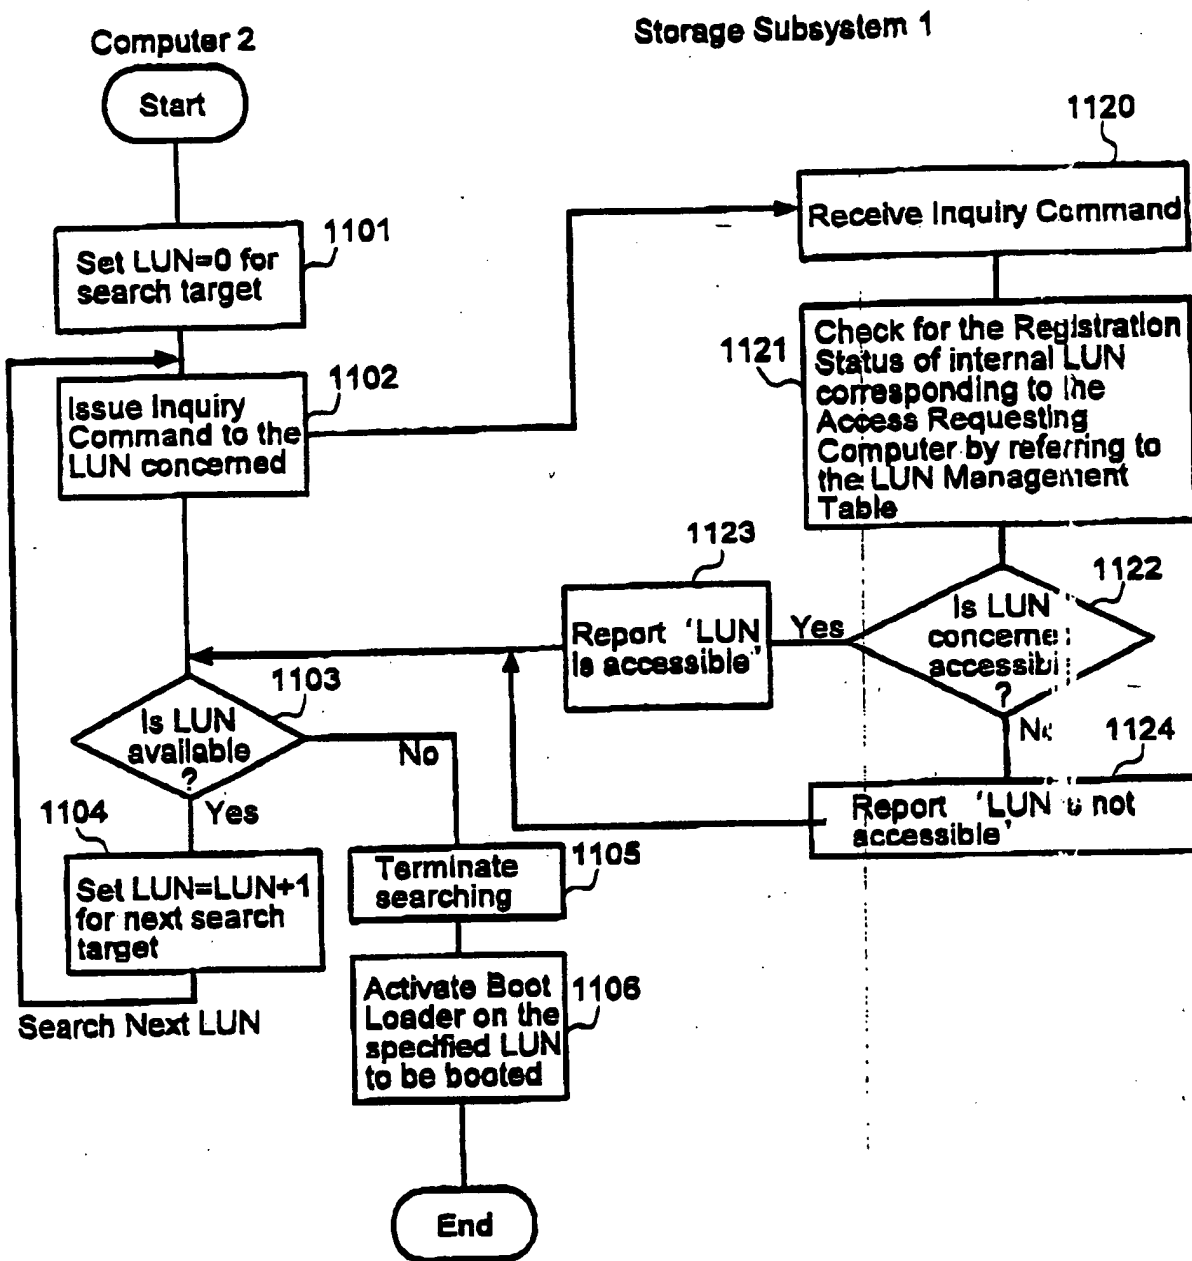 Computer 2
Storage Subsystem 1
Start
1101
Set LUN=0 for
search target
1102
Issue Inquiry
Command to the
LUN concerned
1120
Receive Inquiry Command
1121
Check for the Registration
Status of internal LUN
corresponding to the
Access Requesting
Computer by referring to
the LUN Management
Table
1122
Is LUN
accessible
?
Yes
1123
Report 'LUN
is accessible'
1124
Report 'LUN is not
accessible'
1103
Is LUN
available
?
No
Yes
1104
Set LUN=LUN+1
for next search
target
Search Next LUN
1105
Terminate
searching
1106
Activate Boot
Loader on the
specified LUN
to be booted
End